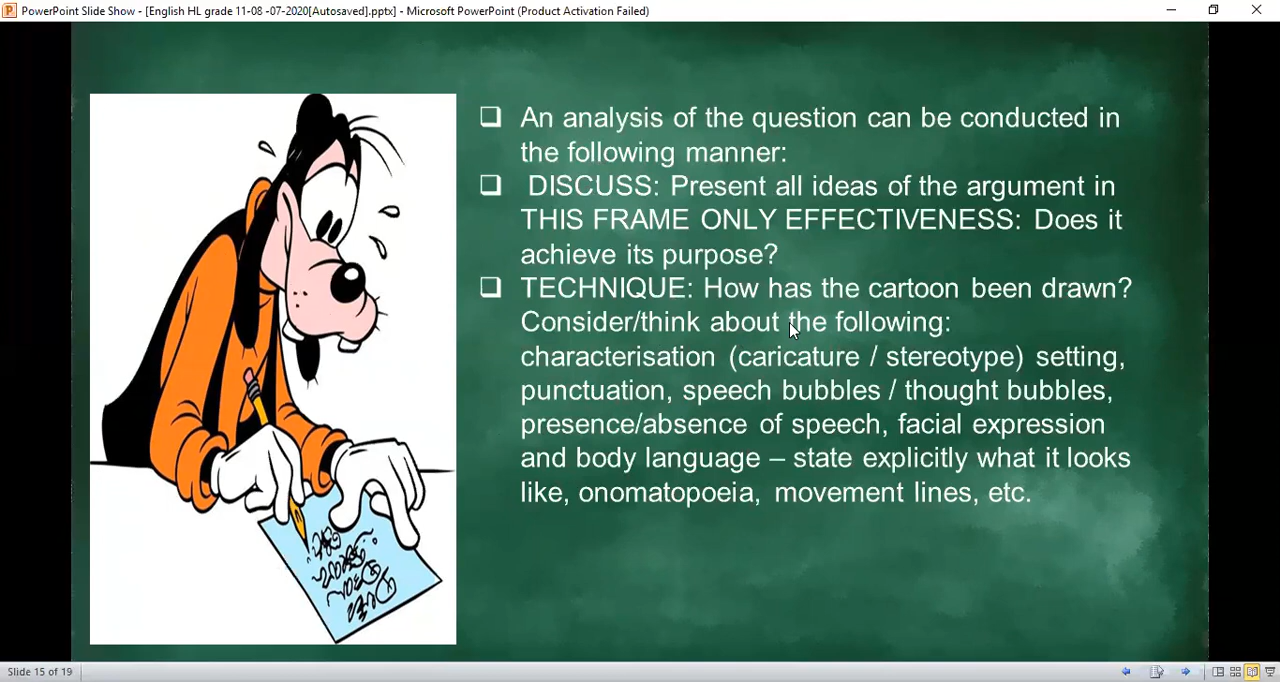 PowerPoint Slide Show - [English HL grade 11-08 -07-2020[Autosaved].pptx] - Microsoft PowerPoint (Product Activation Failed)
❑ An analysis of the question can be conducted in
the following manner:
❑ DISCUSS: Present all ideas of the argument in
THIS FRAME ONLY EFFECTIVENESS: Does it
achieve its purpose?
❑ TECHNIQUE: How has the cartoon been drawn?
Consider/think about the following:
characterisation (caricature / stereotype) setting,
punctuation, speech bubbles / thought bubbles,
presence/absence of speech, facial expression
and body language – state explicitly what it looks
like, onomatopoeia, movement lines, etc.
Slide 15 of 19